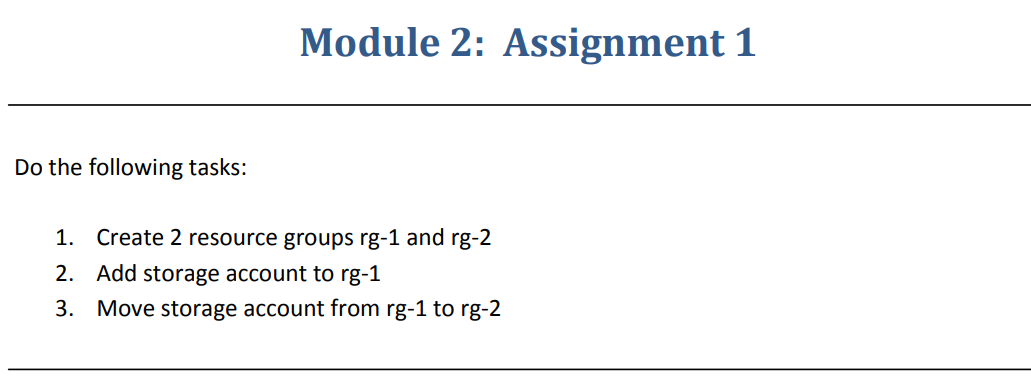 Module 2: Assignment 1
Do the following tasks:
1. Create 2 resource groups rg-1 and rg-2
2. Add storage account to rg-1
3. Move storage account from rg-1 to rg-2